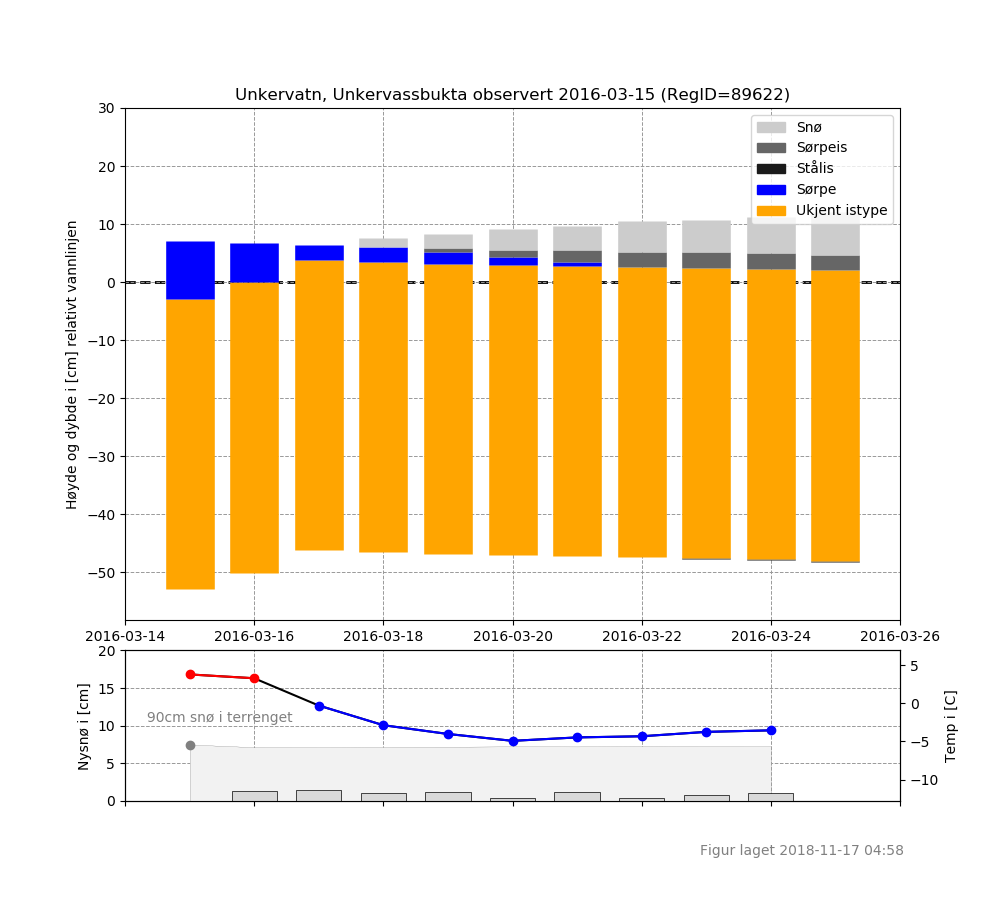 Unkervatn, Unkervassbukta observert 2016-03-15 (RegID=89622)
30
20
10
0
−10
−20
−30
−40
−50
Høyde og dybde i [cm] relativt vannlinjen
Snø
Sørpeis
Stålis
Sørpe
Ukjent istype
2016-03-14 2016-03-16 2016-03-18 2016-03-20 2016-03-22 2016-03-24 2016-03-26
20
15
10
5
0
Nysnø i [cm]
90cm snø i terrenget
5
0
−5
−10
Temp i [C]
Figur laget 2018-11-17 04:58